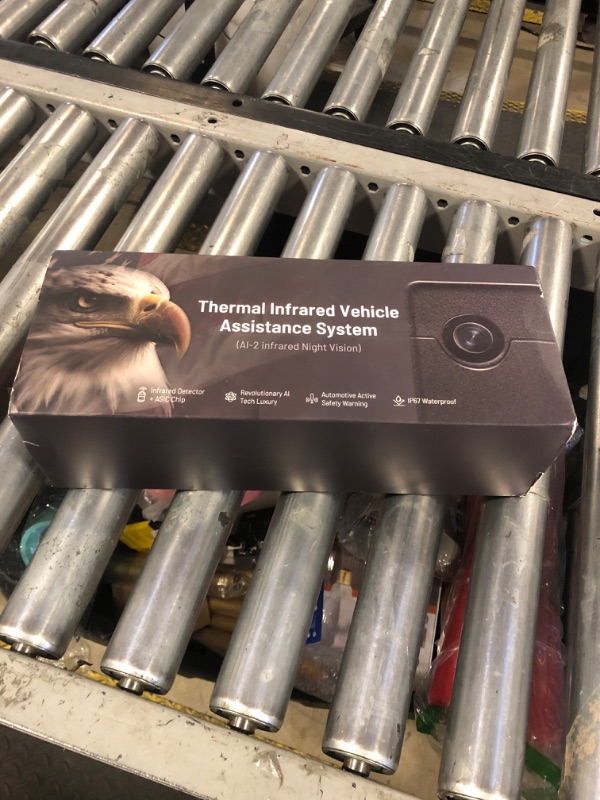 Thermal Infrared Vehicle
Assistance System
(AI-2 infrared Night Vision)
Infrared Detector
+ ASIC Chip
Revolutionary AI
Tech Luxury
Automotive Active
Safety Warning
IP67 Waterproof